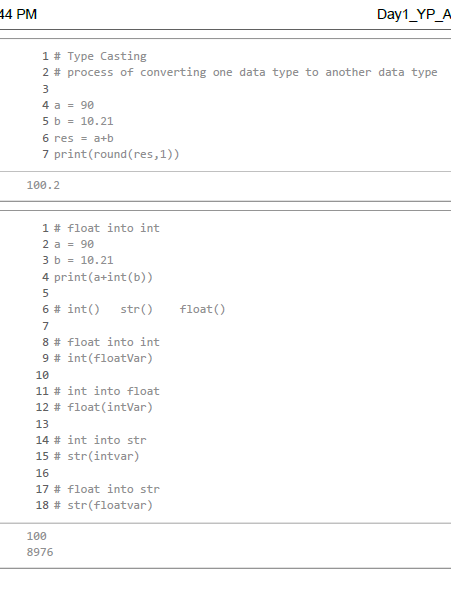 44 PM
Day1_YP_A
1 # Type Casting
2 # process of converting one data type to another data type
3
4 a = 90
5 b = 10.21
6 res = a+b
7 print(round(res,1))
100.2
1 # float into int
2 a = 90
3 b = 10.21
4 print(a+int(b))
5
6 # int()   str()    float()
7
8 # float into int
9 # int(floatVar)
10
11 # int into float
12 # float(intVar)
13
14 # int into str
15 # str(intvar)
16
17 # float into str
18 # str(floatvar)
100
8976